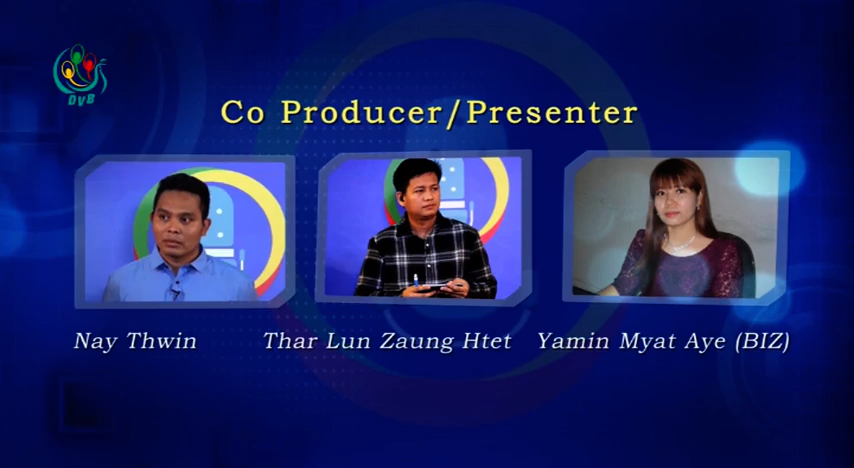 DVB
Co Producer/Presenter
Nay Thwin
Thar Lun Zaung Htet
Yamin Myat Aye (BIZ)